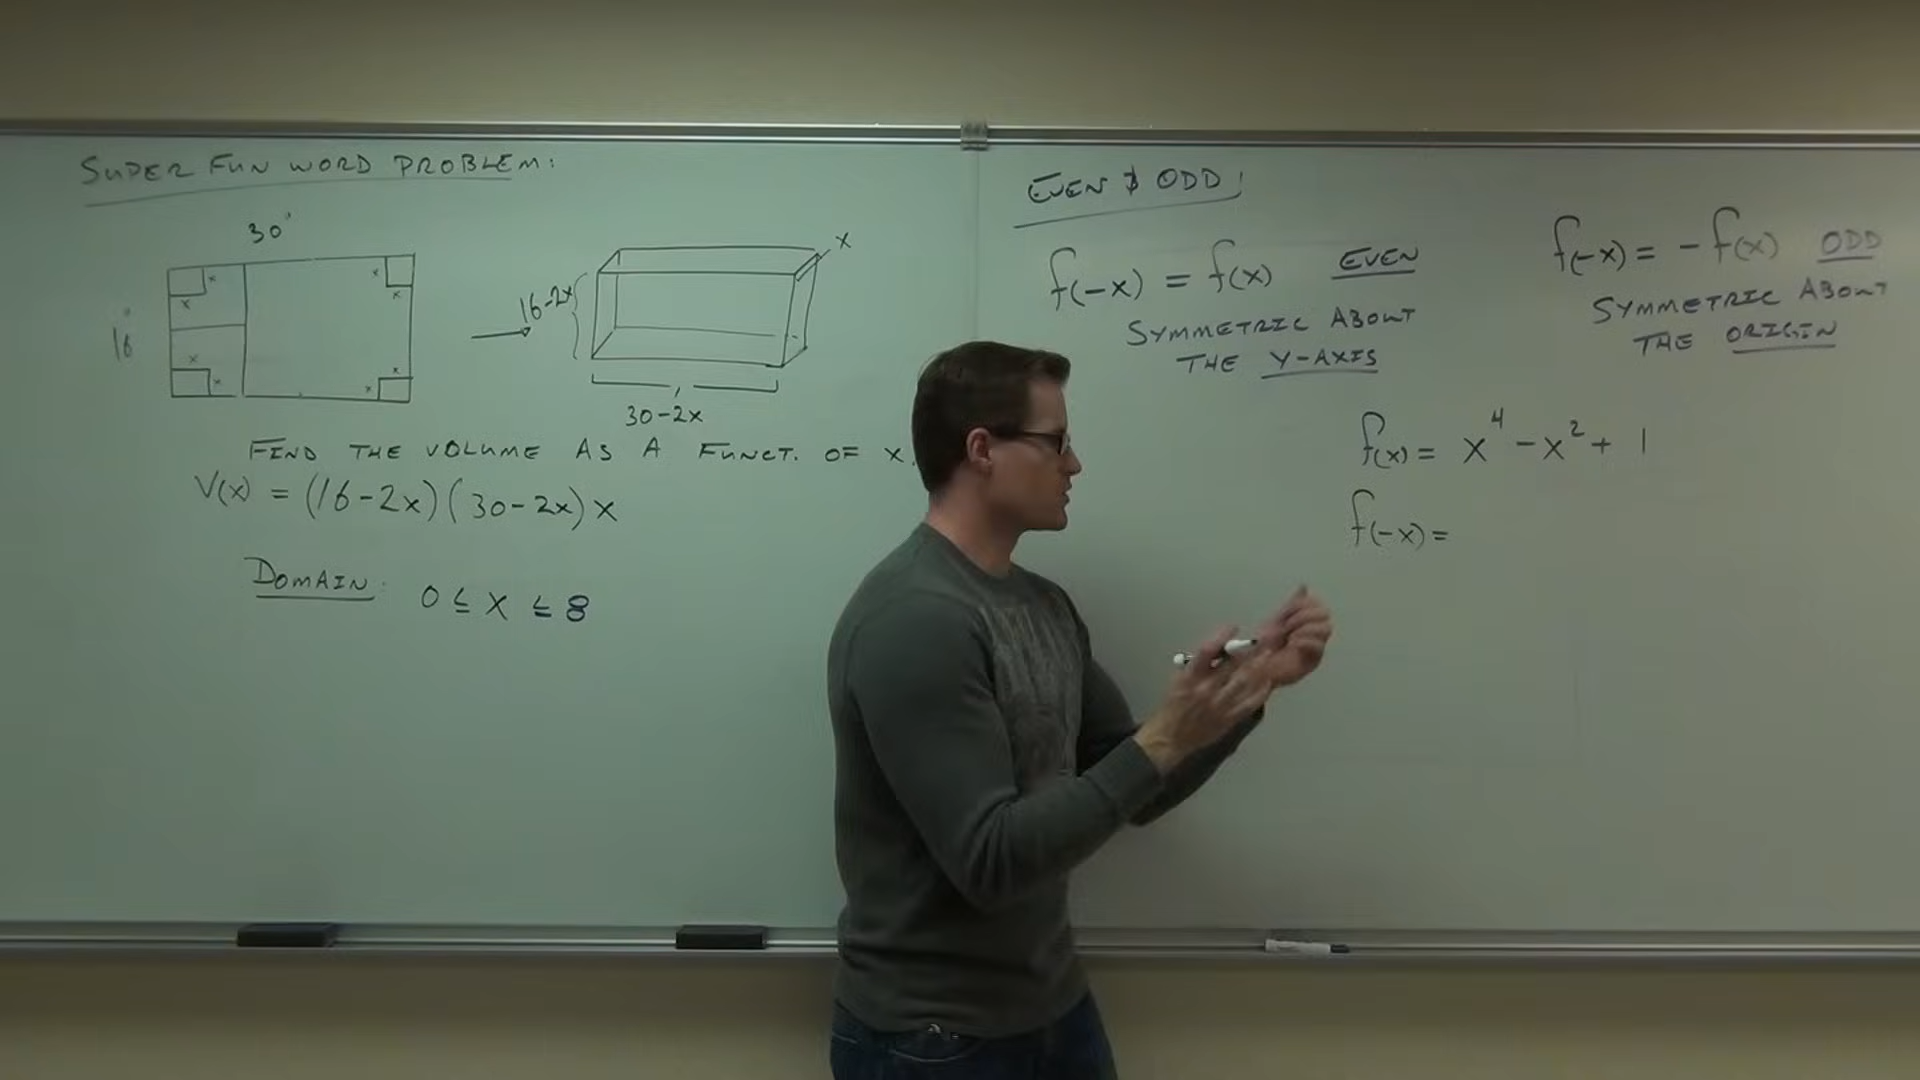 SUPER FUN WORD PROBLEM:
30"
16"
x
x
x
x
x
x
x
x
16-2x
x
30-2x
FIND THE VOLUME AS A FUNCT. OF X.
V(x) = (16-2x)(30-2x)x
DOMAIN: 0 ≤ x ≤ 8
EVEN & ODD!
f(-x) = f(x) EVEN
SYMMETRIC ABOUT
THE Y-AXIS
f(-x) = -f(x) ODD
SYMMETRIC ABOUT
THE ORIGIN
f(x) = x⁴ - x² + 1
f(-x) =